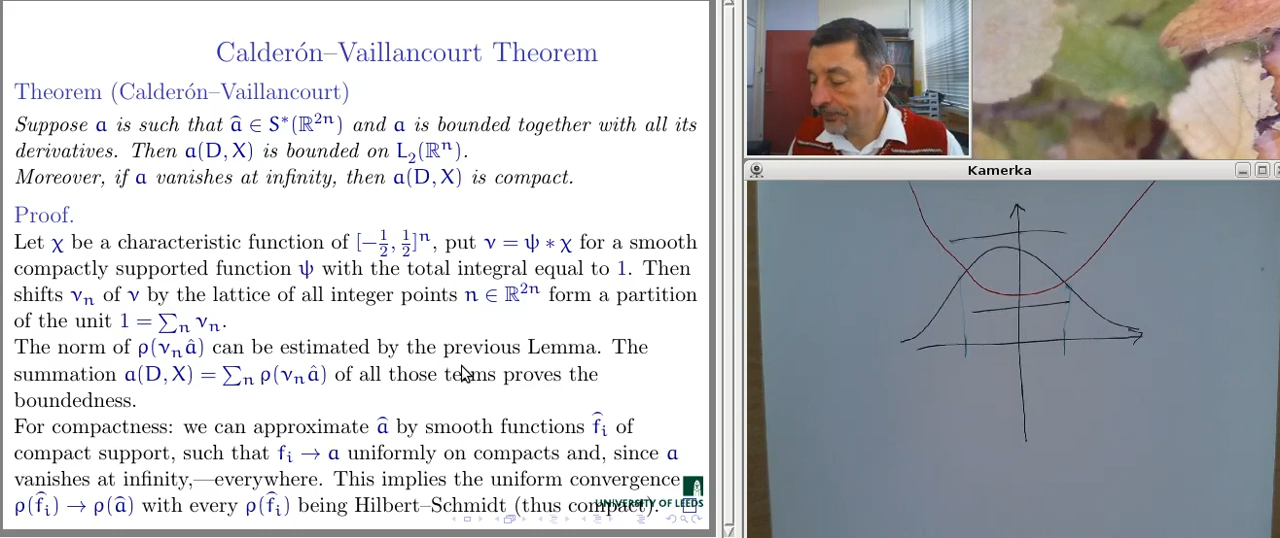 Calderón–Vaillancourt Theorem
Theorem (Calderón–Vaillancourt)
Suppose a is such that â ∈ S*(ℝ²ⁿ) and a is bounded together with all its
derivatives. Then a(D, X) is bounded on L₂(ℝⁿ).
Moreover, if a vanishes at infinity, then a(D, X) is compact.
Proof.
Let χ be a characteristic function of [−½, ½]ⁿ, put ν = ψ * χ for a smooth
compactly supported function ψ with the total integral equal to 1. Then
shifts νₙ of ν by the lattice of all integer points n ∈ ℝ²ⁿ form a partition
of the unit 1 = ∑ₙ νₙ.
The norm of ρ(νₙâ) can be estimated by the previous Lemma. The
summation a(D, X) = ∑ₙ ρ(νₙâ) of all those terms proves the
boundedness.
For compactness: we can approximate â by smooth functions f̂ᵢ of
compact support, such that fᵢ → a uniformly on compacts and, since a
vanishes at infinity,—everywhere. This implies the uniform convergence
ρ(f̂ᵢ) → ρ(â) with every ρ(f̂ᵢ) being Hilbert–Schmidt (thus compact).
UNIVERSITY OF LEEDS
Kamerka